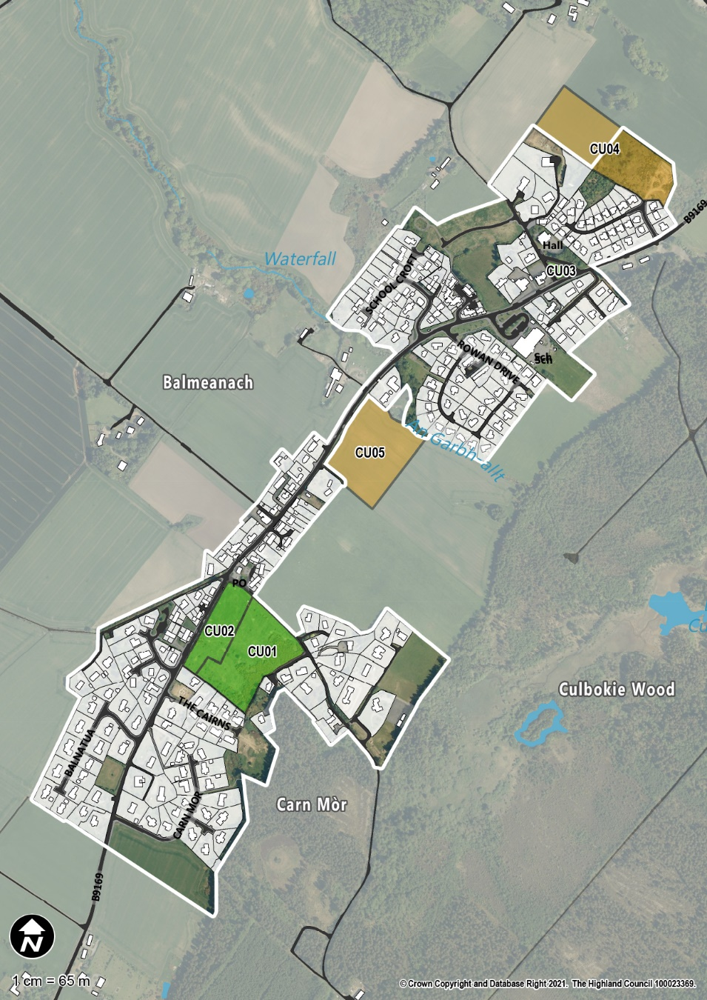 CU04
B9169
Hall
Waterfall
CU03
SCHOOL CROFT
ROWAN DRIVE
Sch
Sch
Balmeanach
An Garbh-allt
CU05
PO
CU02
CU01
Culbokie Wood
THE CAIRNS
BALNATUA
Carn Mòr
CARN MOR
B9169
N
1 cm = 65 m
© Crown Copyright and Database Right 2021. The Highland Council 100023369.